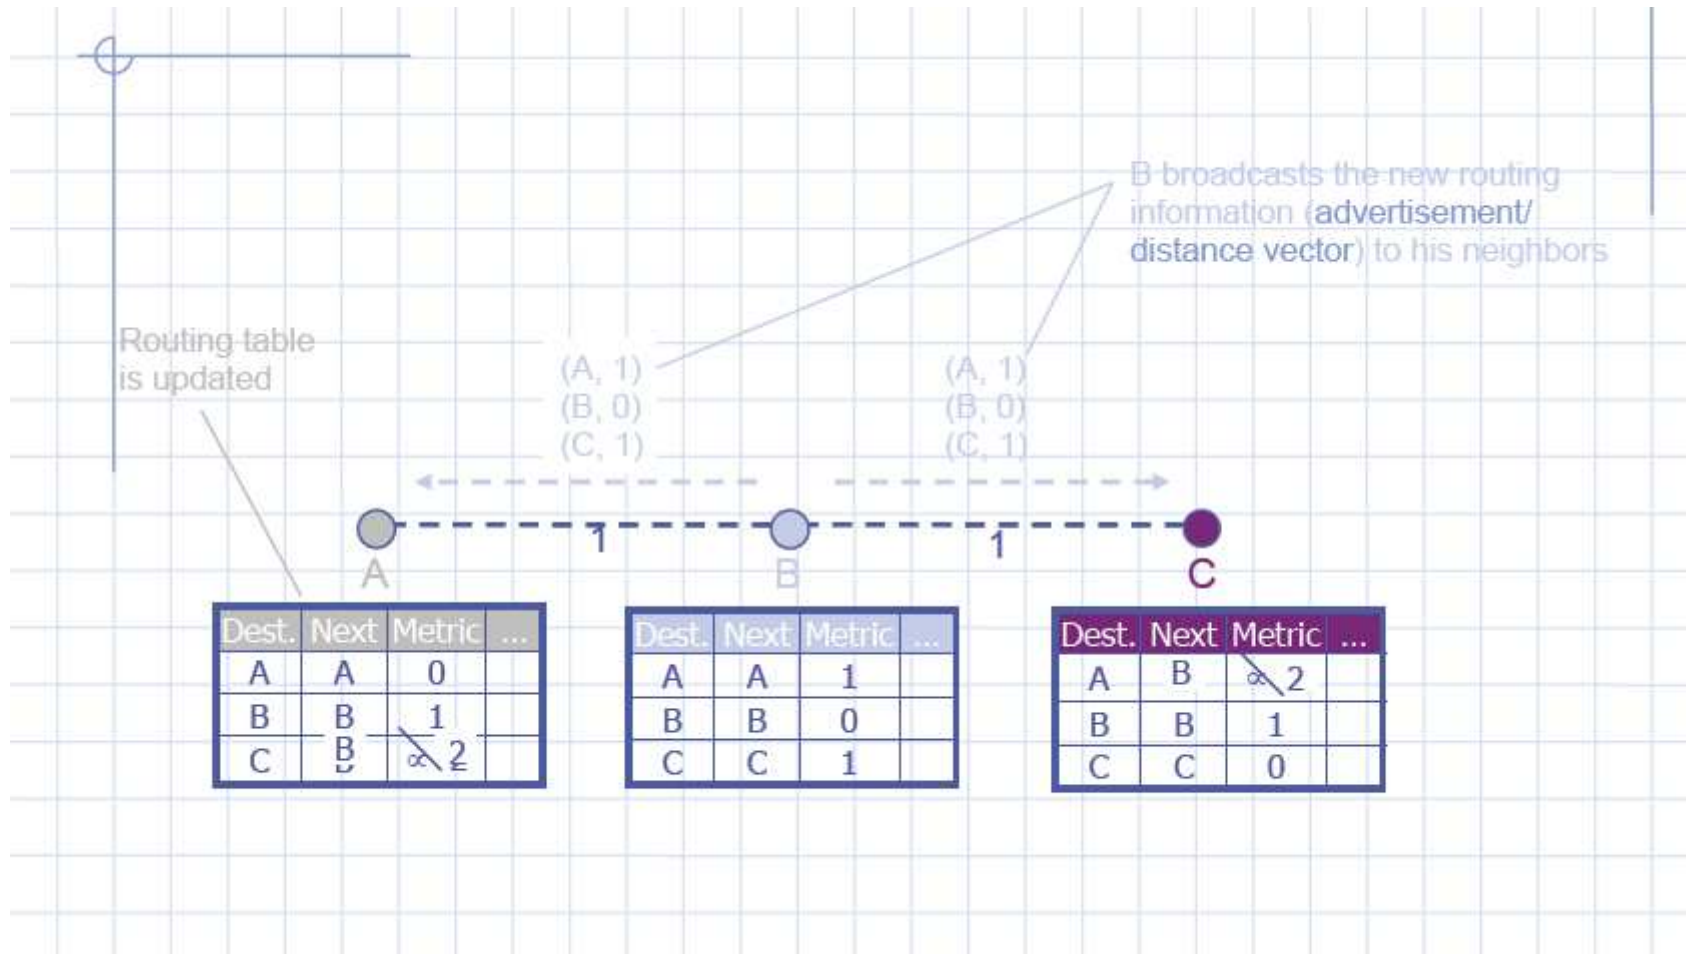 B broadcasts the new routing
information (advertisement/
distance vector) to his neighbors
Routing table
is updated
(A, 1)
(B, 0)
(C, 1)
(A, 1)
(B, 0)
(C, 1)
1
1
A
B
C
Dest. Next Metric ...
A A 0
B B 1
C B ∝ 2
Dest. Next Metric ...
A A 1
B B 0
C C 1
Dest. Next Metric ...
A B ∝ 2
B B 1
C C 0